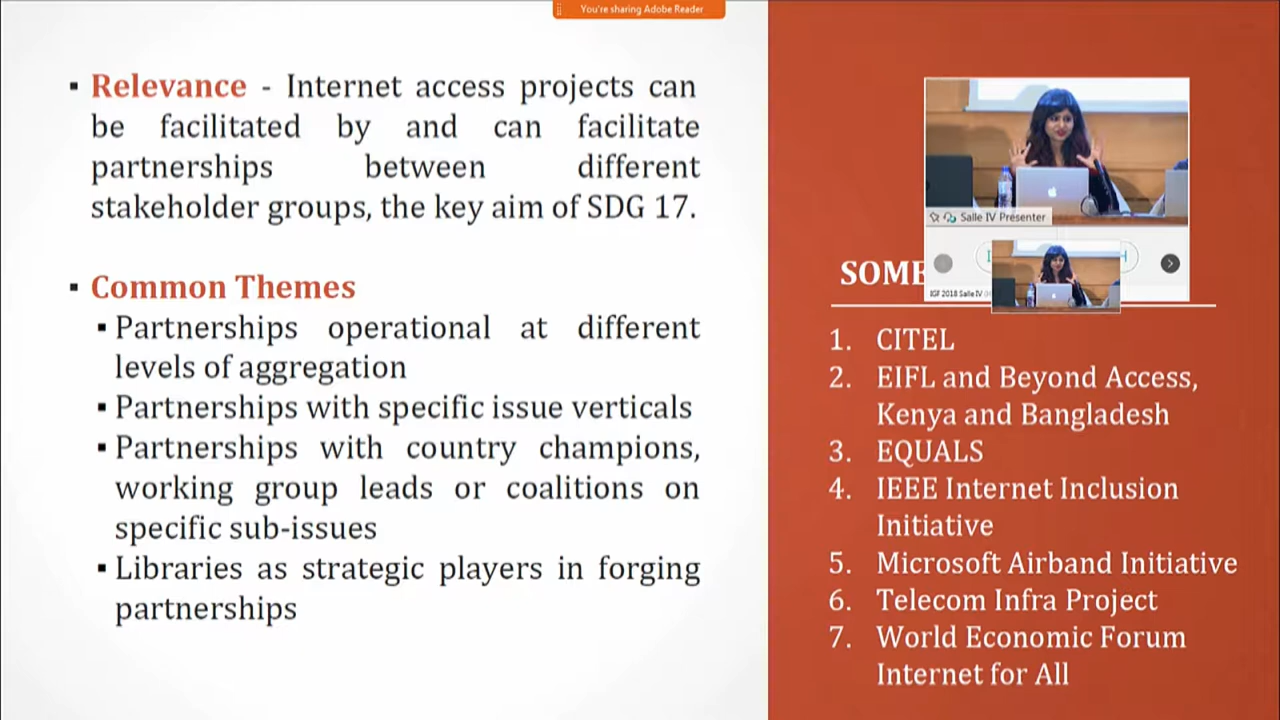 You're sharing Adobe Reader
▪ Relevance - Internet access projects can
be facilitated by and can facilitate
partnerships between different
stakeholder groups, the key aim of SDG 17.
▪ Common Themes
▪ Partnerships operational at different
levels of aggregation
▪ Partnerships with specific issue verticals
▪ Partnerships with country champions,
working group leads or coalitions on
specific sub-issues
▪ Libraries as strategic players in forging
partnerships
Salle IV Presenter
IGF 2018 Salle IV
SOME
1. CITEL
2. EIFL and Beyond Access,
Kenya and Bangladesh
3. EQUALS
4. IEEE Internet Inclusion
Initiative
5. Microsoft Airband Initiative
6. Telecom Infra Project
7. World Economic Forum
Internet for All